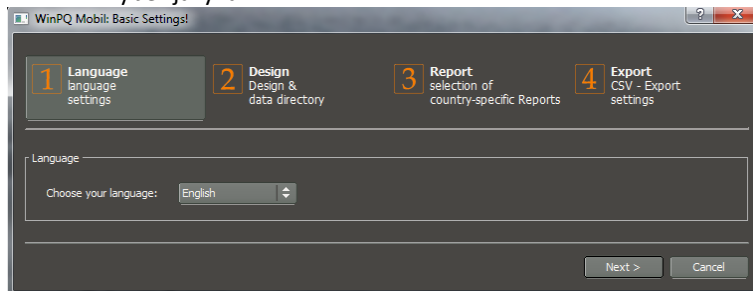 WinPQ Mobil: Basic Settings!
1 Language
language
settings
2 Design
Design &
data directory
3 Report
selection of
country-specific Reports
4 Export
CSV - Export
settings
Language
Choose your language: English
Next > Cancel